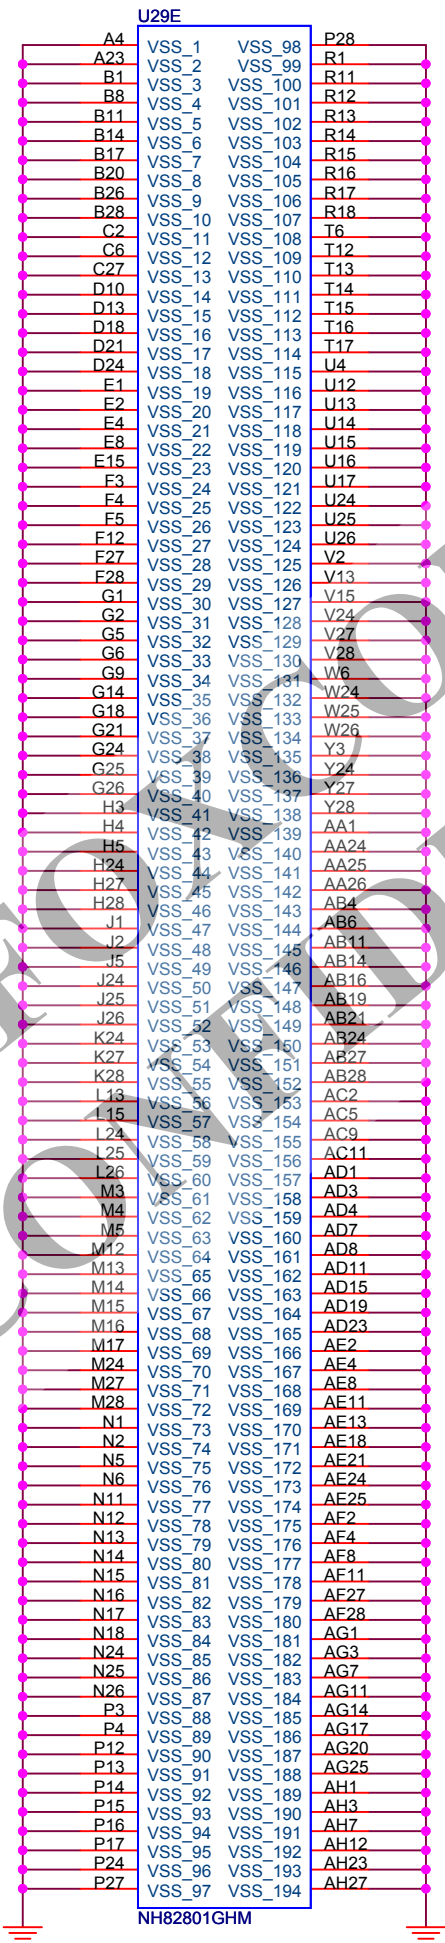 U29E
A4 VSS_1 VSS_98 P28
A23 VSS_2 VSS_99 R1
B1 VSS_3 VSS_100 R11
B8 VSS_4 VSS_101 R12
B11 VSS_5 VSS_102 R13
B14 VSS_6 VSS_103 R14
B17 VSS_7 VSS_104 R15
B20 VSS_8 VSS_105 R16
B26 VSS_9 VSS_106 R17
B28 VSS_10 VSS_107 R18
C2 VSS_11 VSS_108 T6
C6 VSS_12 VSS_109 T12
C27 VSS_13 VSS_110 T13
D10 VSS_14 VSS_111 T14
D13 VSS_15 VSS_112 T15
D18 VSS_16 VSS_113 T16
D21 VSS_17 VSS_114 T17
D24 VSS_18 VSS_115 U4
E1 VSS_19 VSS_116 U12
E2 VSS_20 VSS_117 U13
E4 VSS_21 VSS_118 U14
E8 VSS_22 VSS_119 U15
E15 VSS_23 VSS_120 U16
F3 VSS_24 VSS_121 U17
F4 VSS_25 VSS_122 U24
F5 VSS_26 VSS_123 U25
F12 VSS_27 VSS_124 U26
F27 VSS_28 VSS_125 V2
F28 VSS_29 VSS_126 V13
G1 VSS_30 VSS_127 V15
G2 VSS_31 VSS_128 V24
G5 VSS_32 VSS_129 V27
G6 VSS_33 VSS_130 V28
G9 VSS_34 VSS_131 W6
G14 VSS_35 VSS_132 W24
G18 VSS_36 VSS_133 W25
G21 VSS_37 VSS_134 W26
G24 VSS_38 VSS_135 Y3
G25 VSS_39 VSS_136 Y24
G26 VSS_40 VSS_137 Y27
H3 VSS_41 VSS_138 Y28
H4 VSS_42 VSS_139 AA1
H5 VSS_43 VSS_140 AA24
H24 VSS_44 VSS_141 AA25
H27 VSS_45 VSS_142 AA26
H28 VSS_46 VSS_143 AB4
J1 VSS_47 VSS_144 AB6
J2 VSS_48 VSS_145 AB11
J5 VSS_49 VSS_146 AB14
J24 VSS_50 VSS_147 AB16
J25 VSS_51 VSS_148 AB19
J26 VSS_52 VSS_149 AB21
K24 VSS_53 VSS_150 AB24
K27 VSS_54 VSS_151 AB27
K28 VSS_55 VSS_152 AB28
L13 VSS_56 VSS_153 AC2
L15 VSS_57 VSS_154 AC5
L24 VSS_58 VSS_155 AC9
L25 VSS_59 VSS_156 AC11
L26 VSS_60 VSS_157 AD1
M3 VSS_61 VSS_158 AD3
M4 VSS_62 VSS_159 AD4
M5 VSS_63 VSS_160 AD7
M12 VSS_64 VSS_161 AD8
M13 VSS_65 VSS_162 AD11
M14 VSS_66 VSS_163 AD15
M15 VSS_67 VSS_164 AD19
M16 VSS_68 VSS_165 AD23
M17 VSS_69 VSS_166 AE2
M24 VSS_70 VSS_167 AE4
M27 VSS_71 VSS_168 AE8
M28 VSS_72 VSS_169 AE11
N1 VSS_73 VSS_170 AE13
N2 VSS_74 VSS_171 AE18
N5 VSS_75 VSS_172 AE21
N6 VSS_76 VSS_173 AE24
N11 VSS_77 VSS_174 AE25
N12 VSS_78 VSS_175 AF2
N13 VSS_79 VSS_176 AF4
N14 VSS_80 VSS_177 AF8
N15 VSS_81 VSS_178 AF11
N16 VSS_82 VSS_179 AF27
N17 VSS_83 VSS_180 AF28
N18 VSS_84 VSS_181 AG1
N24 VSS_85 VSS_182 AG3
N25 VSS_86 VSS_183 AG7
N26 VSS_87 VSS_184 AG11
P3 VSS_88 VSS_185 AG14
P4 VSS_89 VSS_186 AG17
P12 VSS_90 VSS_187 AG20
P13 VSS_91 VSS_188 AG25
P14 VSS_92 VSS_189 AH1
P15 VSS_93 VSS_190 AH3
P16 VSS_94 VSS_191 AH7
P17 VSS_95 VSS_192 AH12
P24 VSS_96 VSS_193 AH23
P27 VSS_97 VSS_194 AH27
NH82801GHM